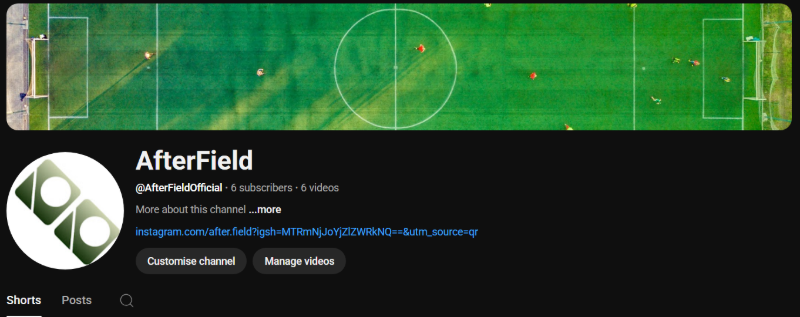 AfterField
@AfterFieldOfficial · 6 subscribers · 6 videos
More about this channel ...more
instagram.com/after.field?igsh=MTRmNjJoYjZlZWRkNQ==&utm_source=qr
Customise channel Manage videos
Shorts Posts